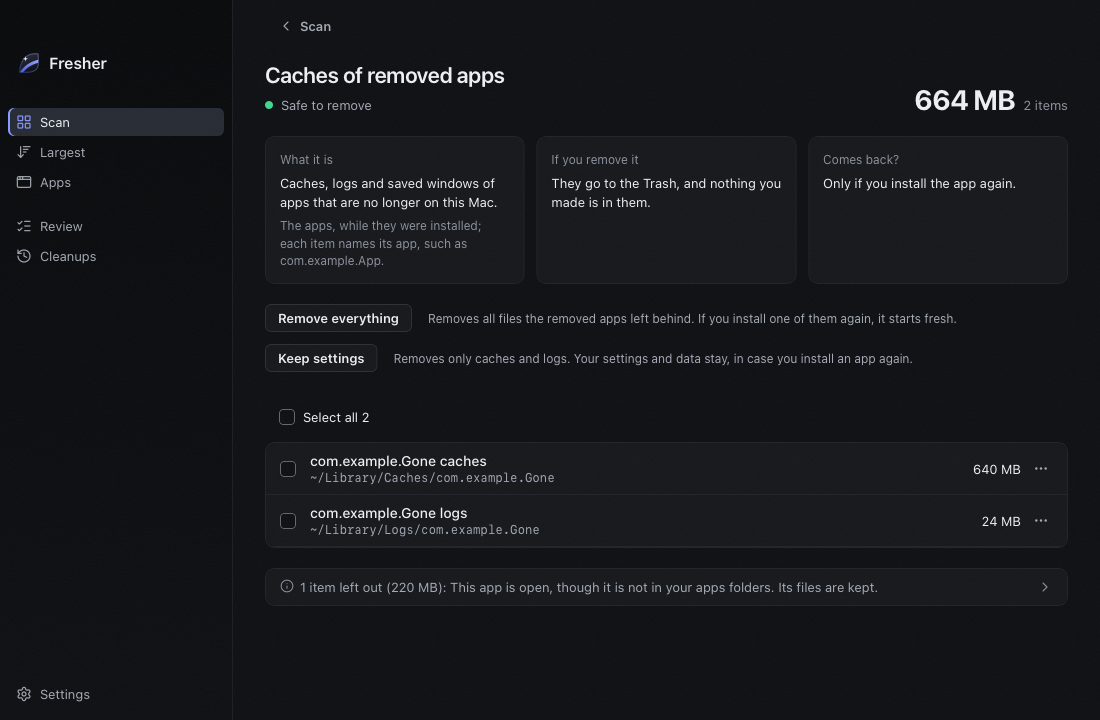 Fresher
Scan
Largest
Apps
Review
Cleanups
Settings
Scan
Caches of removed apps
Safe to remove
664 MB 2 items
What it is
Caches, logs and saved windows of
apps that are no longer on this Mac.
The apps, while they were installed;
each item names its app, such as
com.example.App.
If you remove it
They go to the Trash, and nothing you
made is in them.
Comes back?
Only if you install the app again.
Remove everything Removes all files the removed apps left behind. If you install one of them again, it starts fresh.
Keep settings Removes only caches and logs. Your settings and data stay, in case you install an app again.
Select all 2
com.example.Gone caches
~/Library/Caches/com.example.Gone
640 MB
com.example.Gone logs
~/Library/Logs/com.example.Gone
24 MB
1 item left out (220 MB): This app is open, though it is not in your apps folders. Its files are kept.